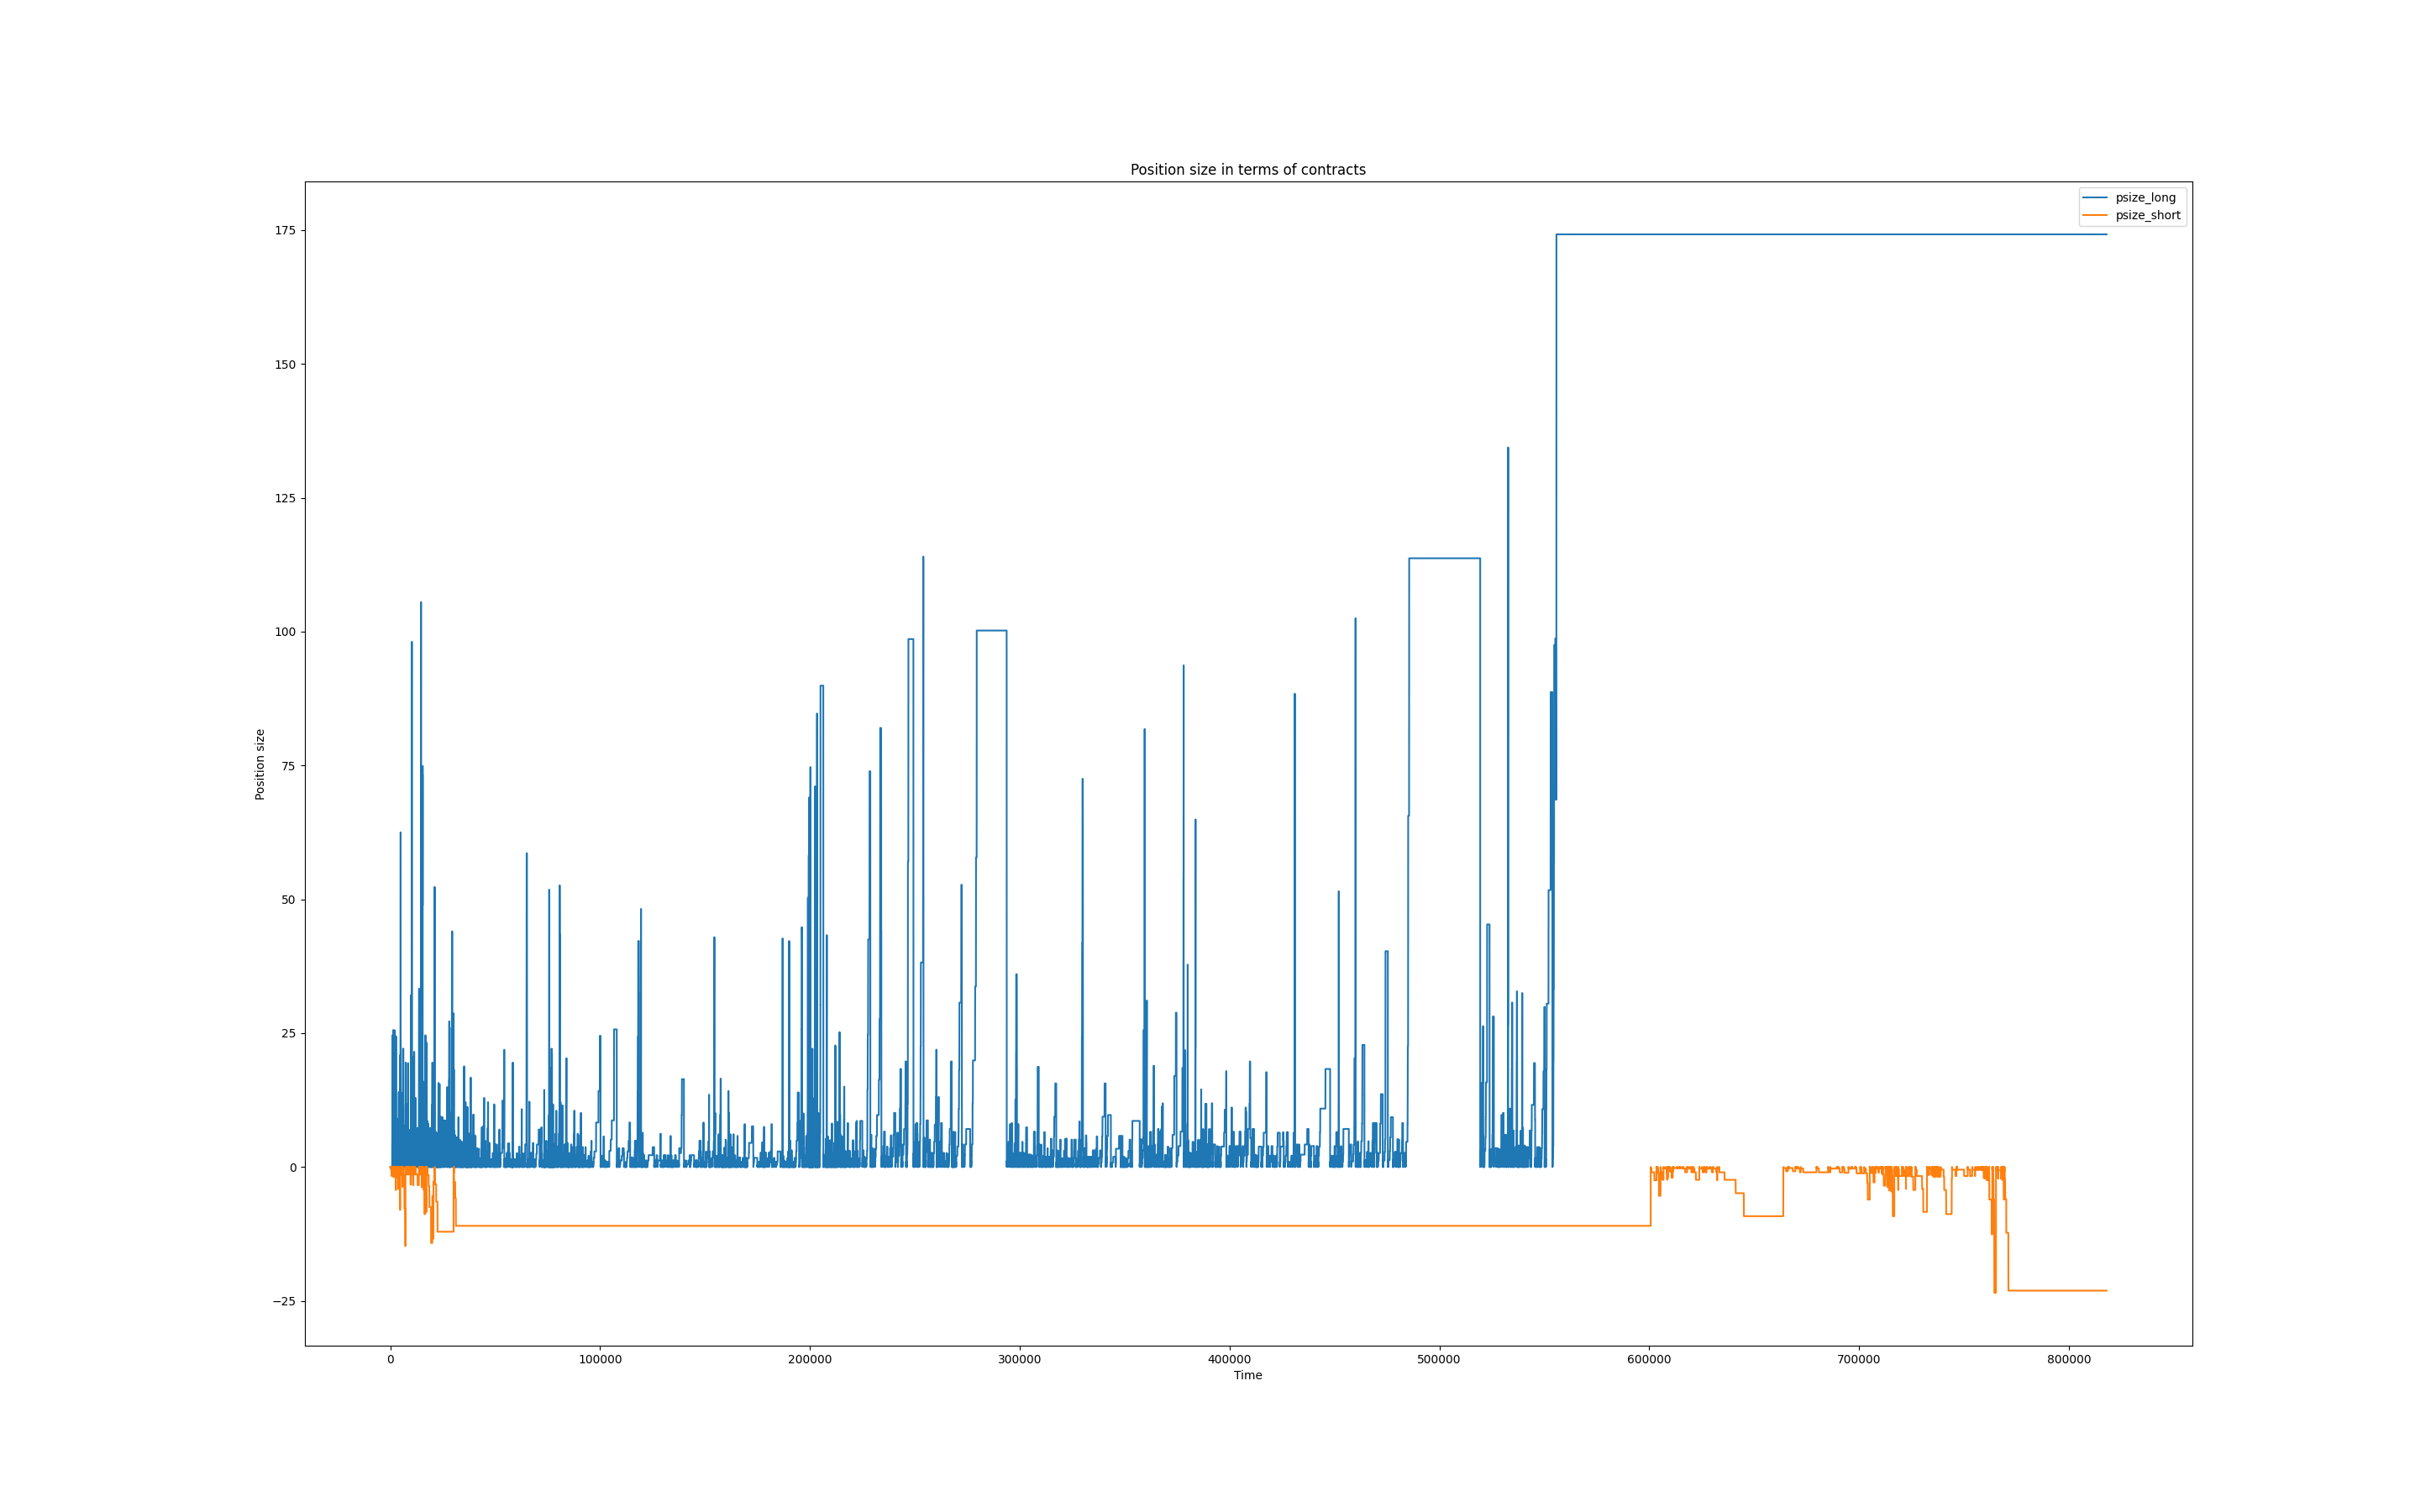 Position size in terms of contracts
psize_long
psize_short
175
150
125
100
75
50
25
0
−25
Position size
0 100000 200000 300000 400000 500000 600000 700000 800000
Time